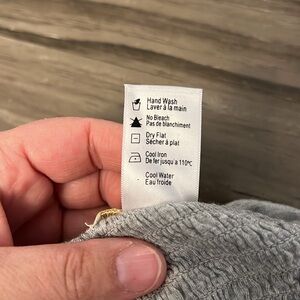 Hand Wash
Laver à la main
No Bleach
Pas de blanchiment
Dry Flat
Sécher à plat
Cool Iron
De fer jusqu'a 110°C
Cool Water
Eau froide